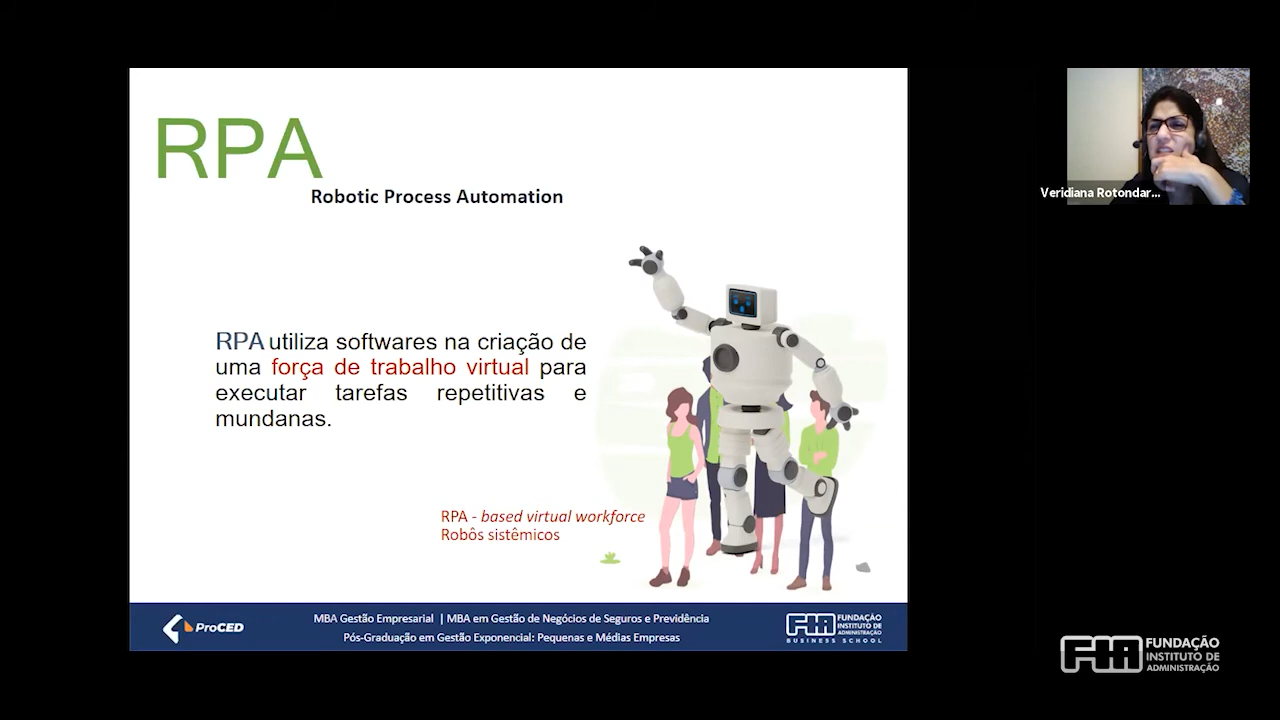 RPA
Robotic Process Automation
Veridiana Rotondar...
RPA utiliza softwares na criação de
uma força de trabalho virtual para
executar tarefas repetitivas e
mundanas.
RPA - based virtual workforce
Robôs sistêmicos
ProCED
MBA Gestão Empresarial | MBA em Gestão de Negócios de Seguros e Previdência
Pós-Graduação em Gestão Exponencial: Pequenas e Médias Empresas
FIA FUNDAÇÃO
INSTITUTO DE
ADMINISTRAÇÃO
BUSINESS SCHOOL
FIA FUNDAÇÃO
INSTITUTO DE
ADMINISTRAÇÃO